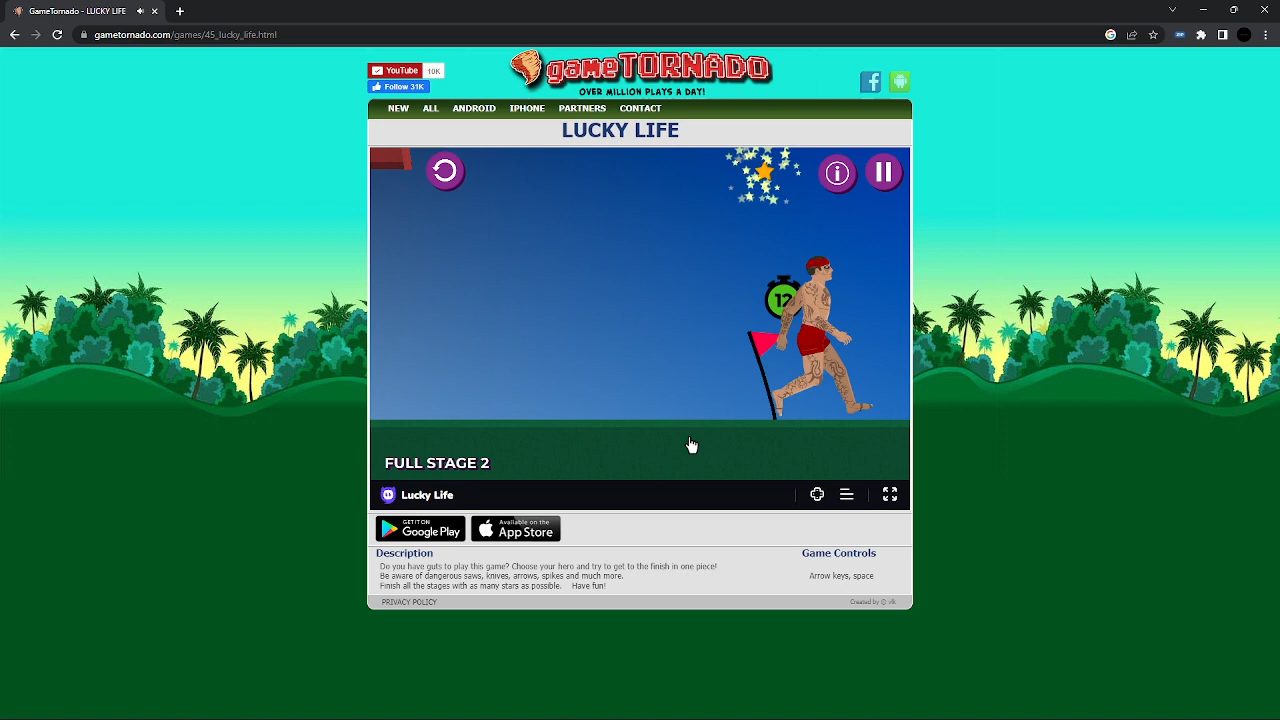 GameTornado - LUCKY LIFE
gametornado.com/games/45_lucky_life.html
YouTube 10K
Follow 31K
gameTORNADO
OVER MILLION PLAYS A DAY!
NEW ALL ANDROID IPHONE PARTNERS CONTACT
LUCKY LIFE
12
FULL STAGE 2
Lucky Life
GET IT ON
Google Play
Available on the
App Store
Description
Do you have guts to play this game? Choose your hero and try to get to the finish in one piece!
Be aware of dangerous saws, knives, arrows, spikes and much more.
Finish all the stages with as many stars as possible. Have fun!
Game Controls
Arrow keys, space
PRIVACY POLICY
Created by © vlk